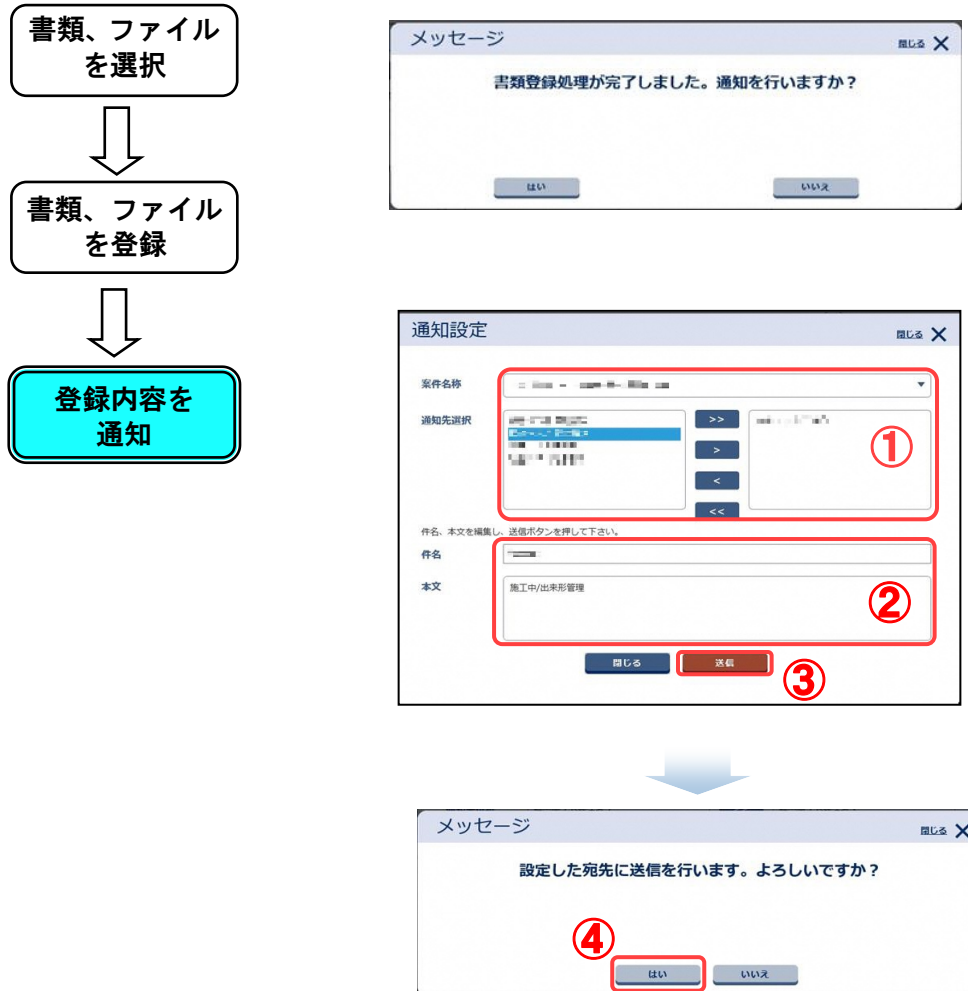 書類、ファイル
を選択
書類、ファイル
を登録
登録内容を
通知
メッセージ
閉じる X
書類登録処理が完了しました。通知を行いますか？
はい
いいえ
通知設定
閉じる X
案件名称
通知先選択
>>
>
<
<<
①
件名、本文を編集し、送信ボタンを押して下さい。
件名
本文
施工中/出来形管理
②
閉じる
送信
③
メッセージ
閉じる X
設定した宛先に送信を行います。よろしいですか？
④
はい
いいえ